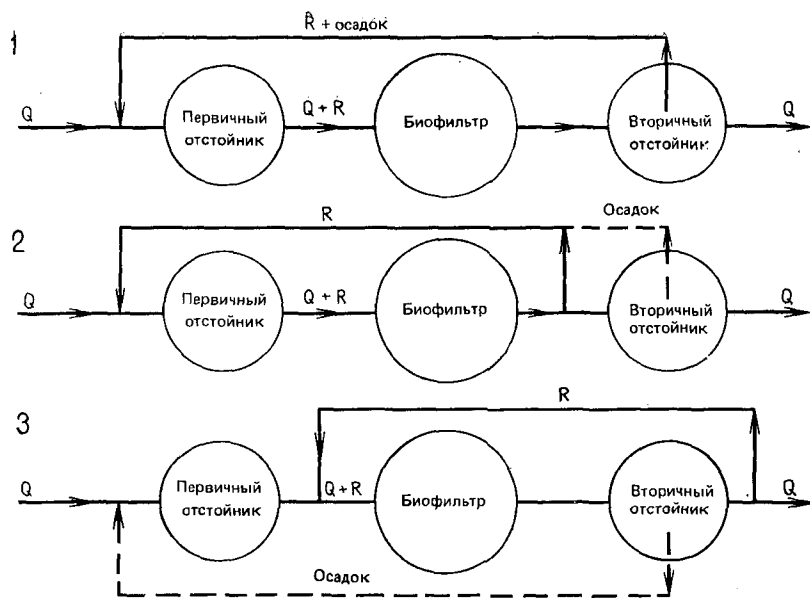 1
R + осадок
Q
Первичный
отстойник
Q + R
Биофильтр
Вторичный
отстойник
Q
2
R
Осадок
Q
Первичный
отстойник
Q + R
Биофильтр
Вторичный
отстойник
Q
3
R
Q
Первичный
отстойник
Q + R
Биофильтр
Вторичный
отстойник
Q
Осадок